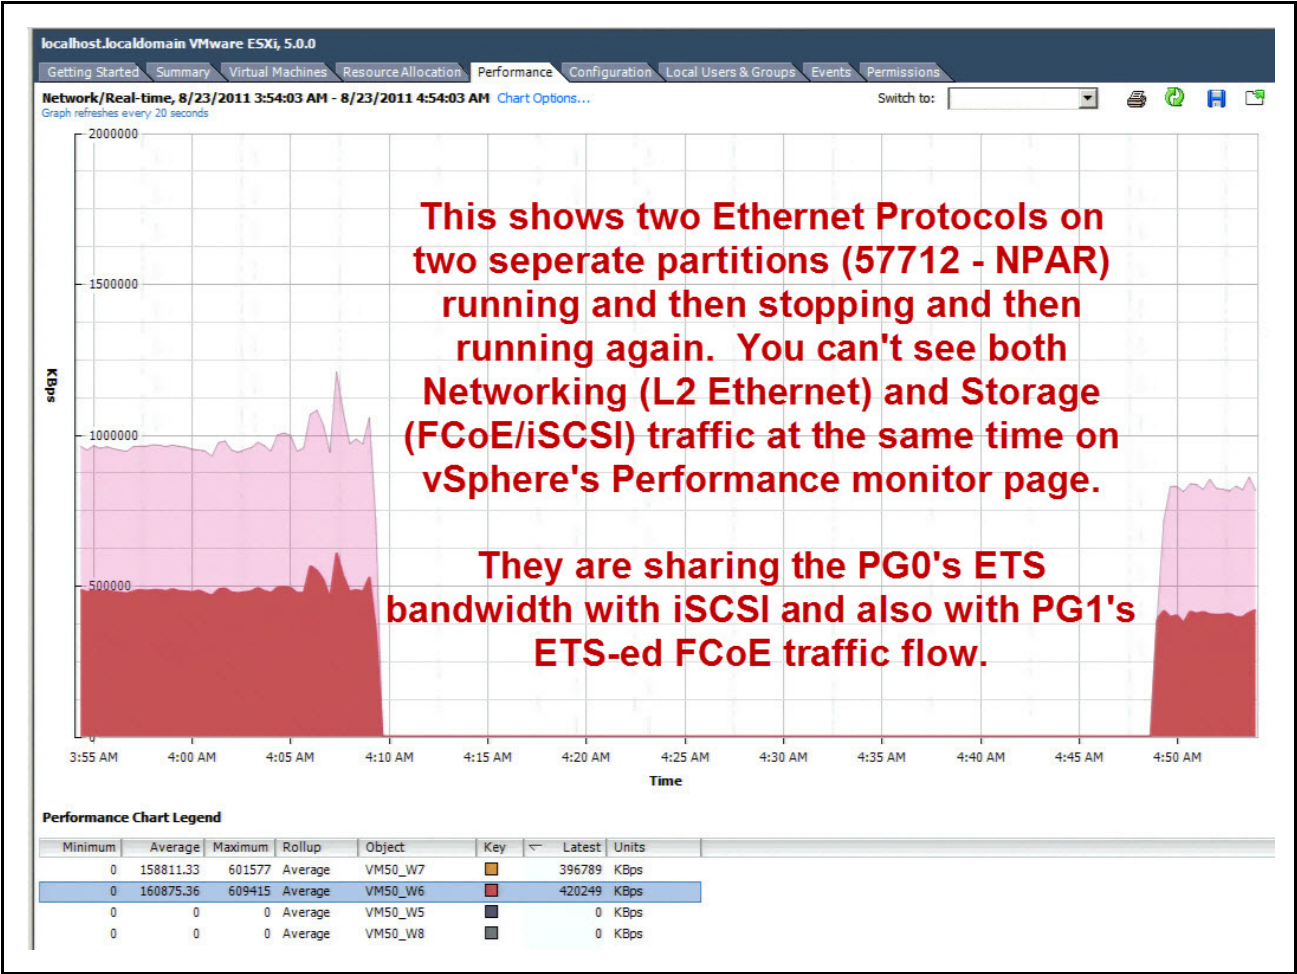 localhost.localdomain VMware ESXi, 5.0.0
Getting Started Summary Virtual Machines Resource Allocation Performance Configuration Local Users & Groups Events Permissions
Network/Real-time, 8/23/2011 3:54:03 AM - 8/23/2011 4:54:03 AM Chart Options... Switch to:
Graph refreshes every 20 seconds
2000000
This shows two Ethernet Protocols on
two seperate partitions (57712 - NPAR)
1500000
running and then stopping and then
running again. You can't see both
KBps
Networking (L2 Ethernet) and Storage
1000000
(FCoE/iSCSI) traffic at the same time on
vSphere's Performance monitor page.
They are sharing the PG0's ETS
500000
bandwidth with iSCSI and also with PG1's
ETS-ed FCoE traffic flow.
0
3:55 AM 4:00 AM 4:05 AM 4:10 AM 4:15 AM 4:20 AM 4:25 AM 4:30 AM 4:35 AM 4:40 AM 4:45 AM 4:50 AM
Time
Performance Chart Legend
Minimum Average Maximum Rollup Object Key Latest Units
0 158811.33 601577 Average VM50_W7 396789 KBps
0 160875.36 609415 Average VM50_W6 420249 KBps
0 0 0 Average VM50_W5 0 KBps
0 0 0 Average VM50_W8 0 KBps